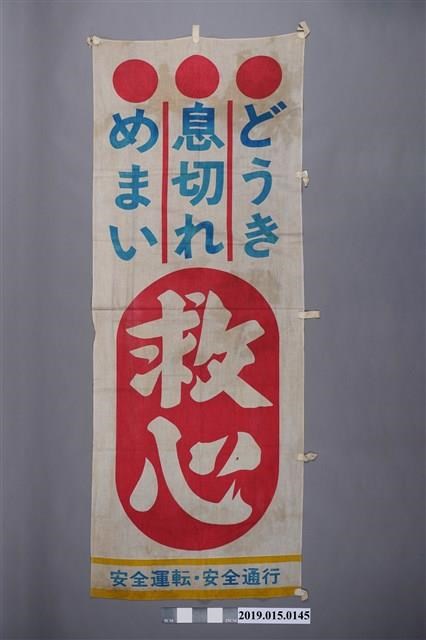 どうき
息切れ
めまい
救心
安全運転・安全通行
2019.015.0145